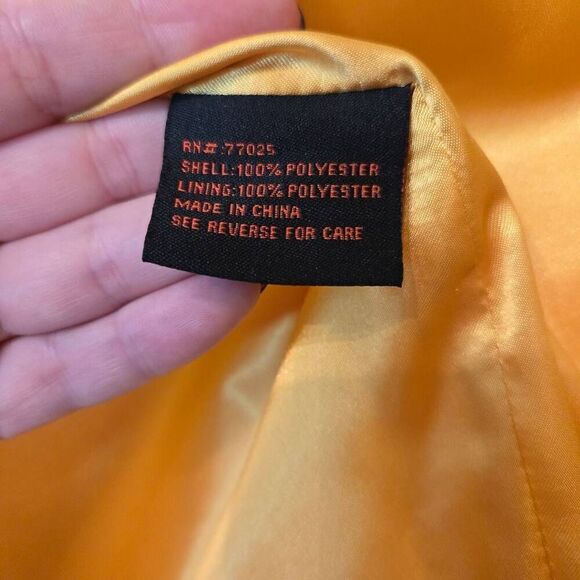 RN#:77025
SHELL:100% POLYESTER
LINING:100% POLYESTER
MADE IN CHINA
SEE REVERSE FOR CARE